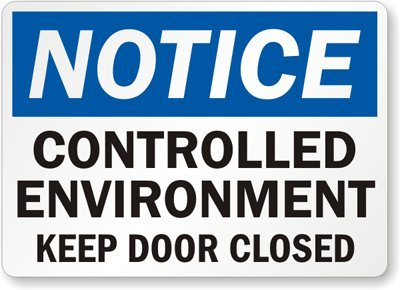 NOTICE
CONTROLLED
ENVIRONMENT
KEEP DOOR CLOSED